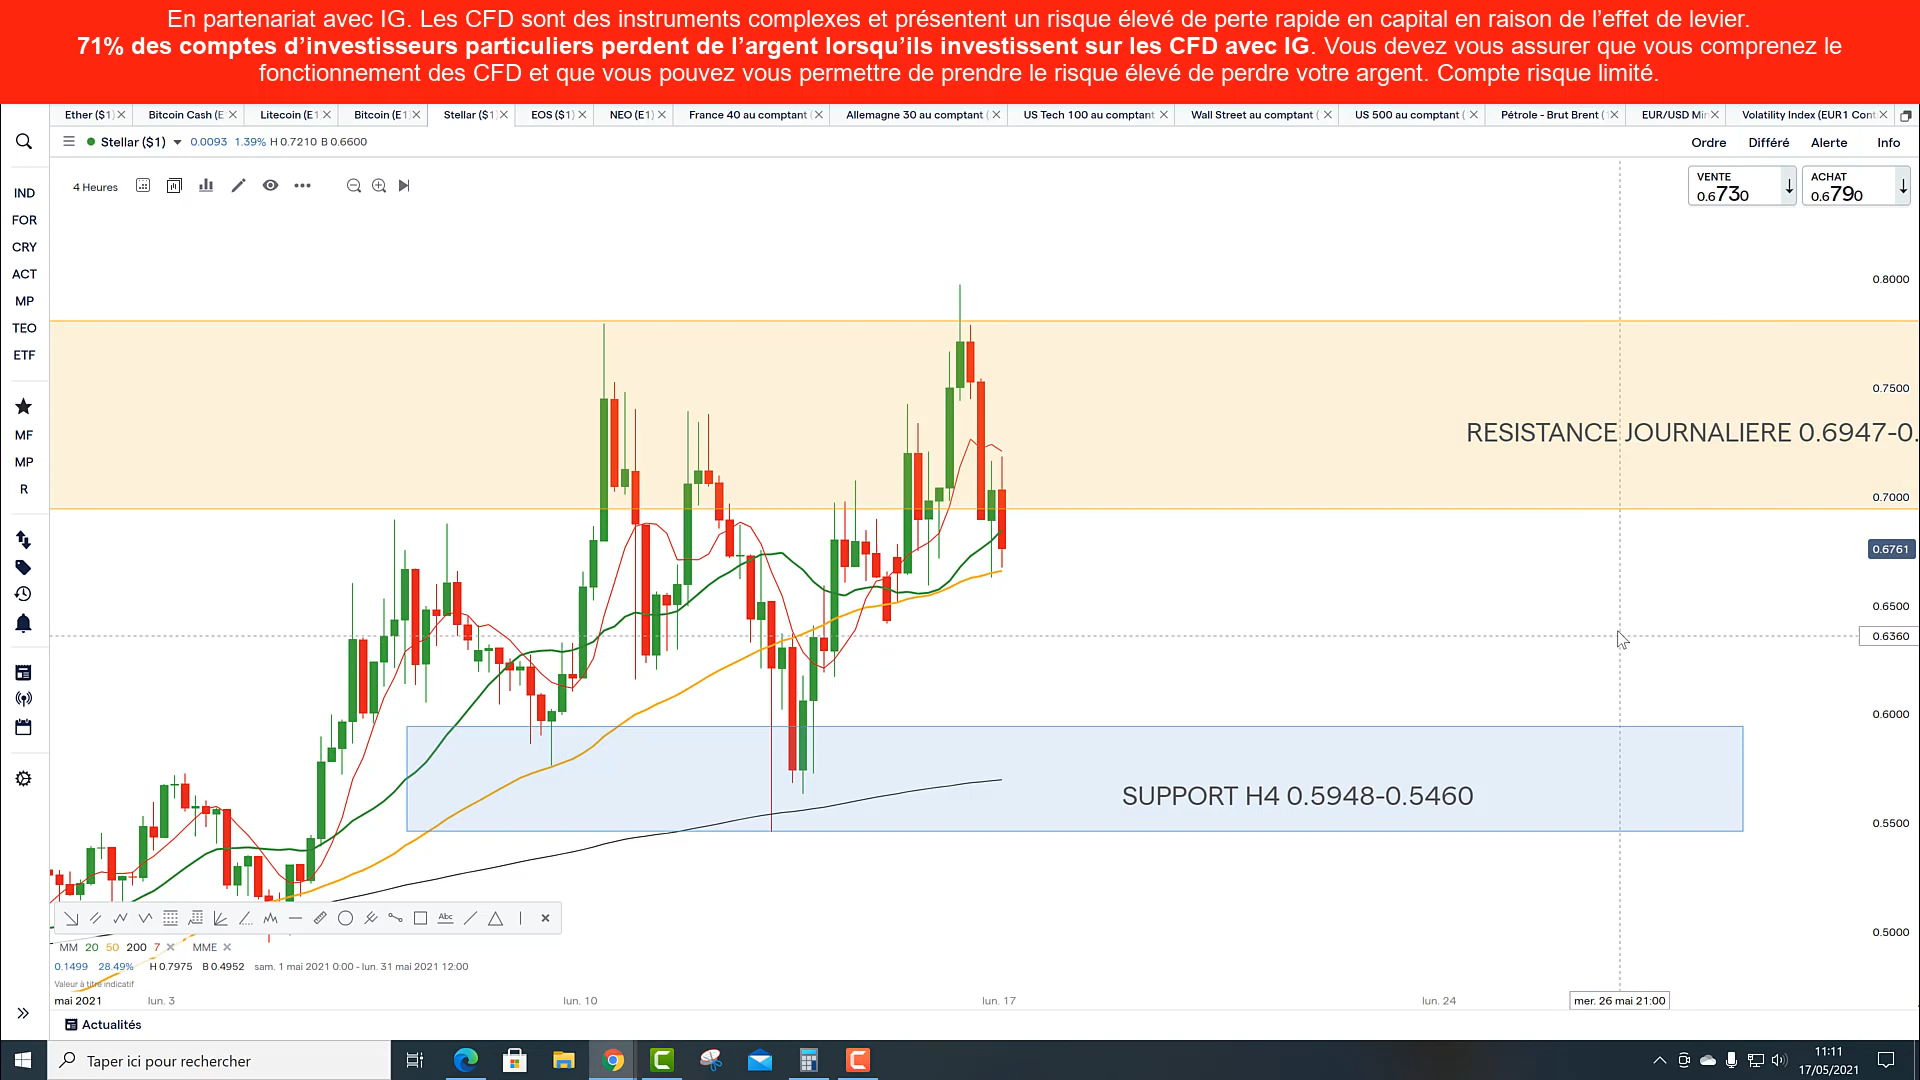 En partenariat avec IG. Les CFD sont des instruments complexes et présentent un risque élevé de perte rapide en capital en raison de l’effet de levier.
71% des comptes d’investisseurs particuliers perdent de l’argent lorsqu’ils investissent sur les CFD avec IG. Vous devez vous assurer que vous comprenez le
fonctionnement des CFD et que vous pouvez vous permettre de prendre le risque élevé de perdre votre argent. Compte risque limité.
Ether ($1) Bitcoin Cash (E Litecoin (E1 Bitcoin (E1 Stellar ($1) EOS ($1) NEO (E1) France 40 au comptant ( Allemagne 30 au comptant ( US Tech 100 au comptant Wall Street au comptant ( US 500 au comptant ( Pétrole - Brut Brent ( EUR/USD Mi Volatility Index (EUR1 Cont
Stellar ($1) 0.0093 1.39% H 0.7210 B 0.6600
Ordre Différé Alerte Info
4 Heures
VENTE
0.6730
ACHAT
0.6790
IND
FOR
CRY
ACT
MP
TEO
ETF
MF
MP
R
0.8000
0.7500
RESISTANCE JOURNALIERE 0.6947-0.
0.7000
0.6761
0.6500
0.6360
0.6000
SUPPORT H4 0.5948-0.5460
0.5500
0.5000
Abc
MM 20 50 200 7 MME
0.1499 28.49% H 0.7975 B 0.4952 sam. 1 mai 2021 0:00 - lun. 31 mai 2021 12:00
Valeur à titre indicatif
mai 2021 lun. 3 lun. 10 lun. 17 lun. 24 mer. 26 mai 21:00
Actualités
Taper ici pour rechercher
11:11
17/05/2021